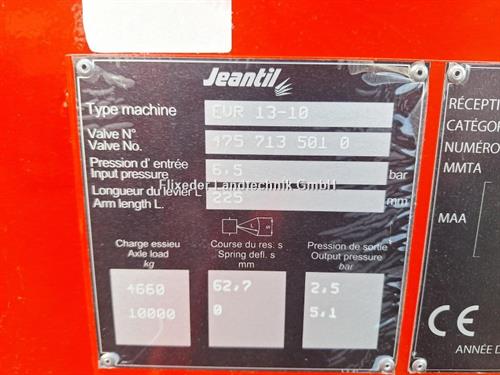 Jeantil
Type machine EVR 13-10
Valve N°
Valve No. 475 713 501 0
Pression d' entrée
Input pressure 6,5 bar
Flixeder Landtechnik GmbH
Longueur du levier L
Arm length L. 225 mm
Charge essieu
Axle load
kg
Course du res. s
Spring defl. s
mm
Pression de sortie
Output pressure
bar
4660 62,7 2,5
10000 0 5,1
RÉCEPTI
CATÉGOR
NUMÉRO
MMTA
MAA
CE
ANNÉE D